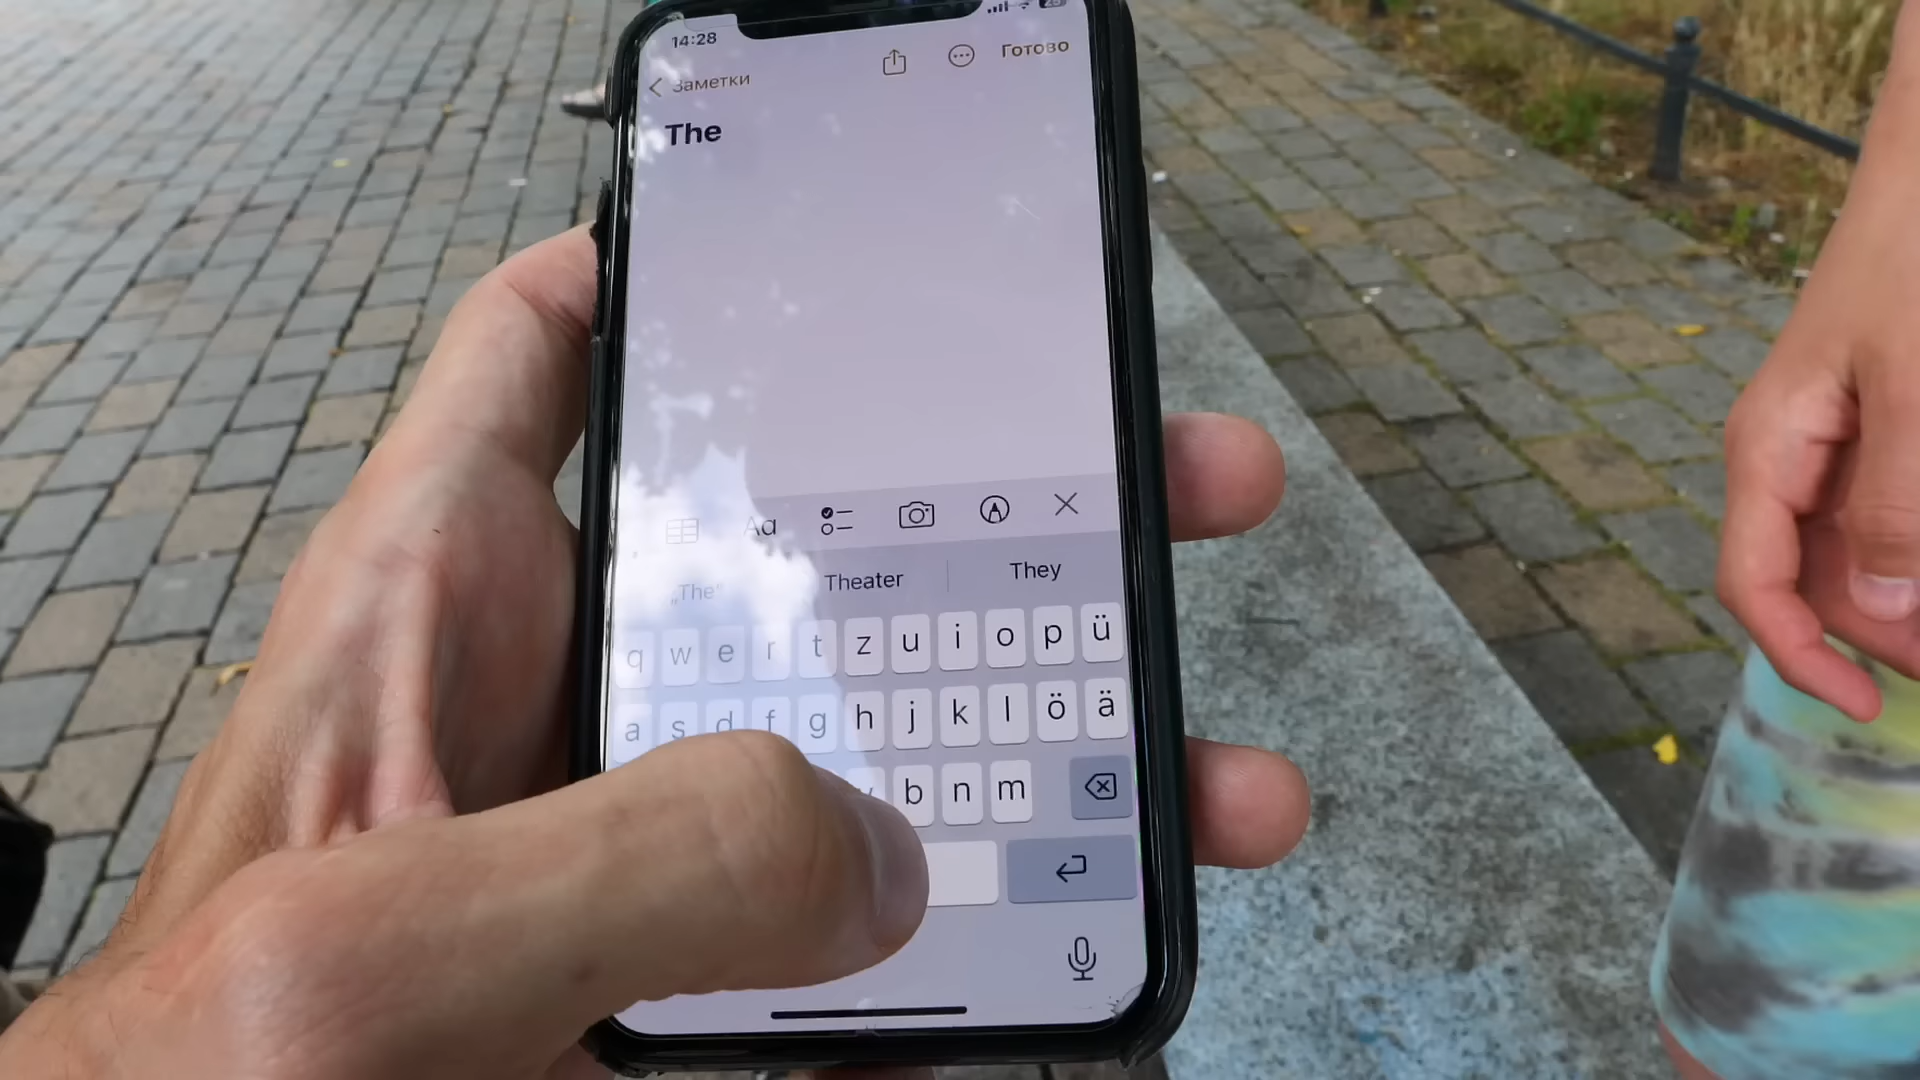 14:28
Заметки
Готово
The
Aa
„The“
Theater
They
q w e r t z u i o p ü
a s d f g h j k l ö ä
b n m